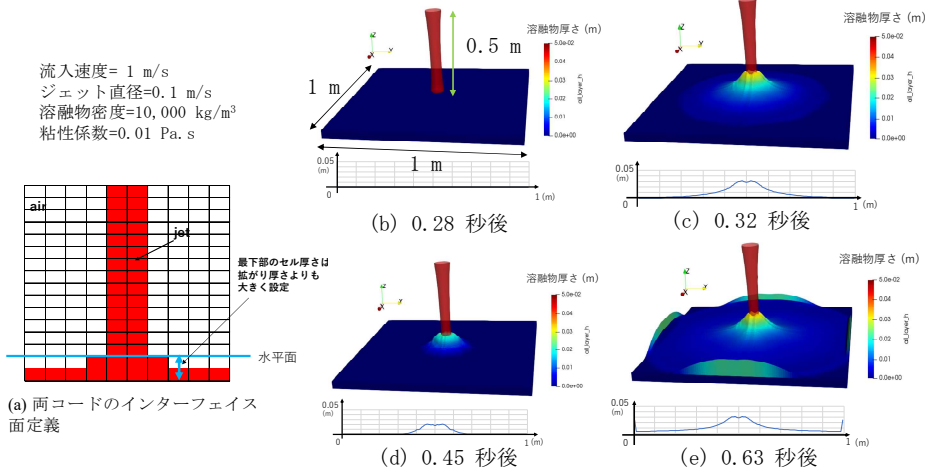 流入速度= 1 m/s
ジェット直径=0.1 m/s
溶融物密度=10,000 kg/m³
粘性係数=0.01 Pa.s
air
jet
最下部のセル厚さは
拡がり厚さよりも
大きく設定
水平面
(a) 両コードのインターフェイス
面定義
溶融物厚さ (m)
5.0e-02
0.04
0.03
0.02
0.01
0.0e+00
all_layer_h
Z
Y
X
0.5 m
1 m
1 m
0.05
(m)
0
1 (m)
(b) 0.28 秒後
溶融物厚さ (m)
5.0e-02
0.04
0.03
0.02
0.01
0.0e+00
all_layer_h
Z
Y
X
0.05
(m)
0
1 (m)
(c) 0.32 秒後
溶融物厚さ (m)
5.0e-02
0.04
0.03
0.02
0.01
0.0e+00
all_layer_h
Z
Y
X
0.05
(m)
0
1
(m)
(d) 0.45 秒後
溶融物厚さ (m)
5.0e-02
0.04
0.03
0.02
0.01
0.0e+00
all_layer_h
Z
Y
X
0.05
(m)
0
1 (m)
(e) 0.63 秒後